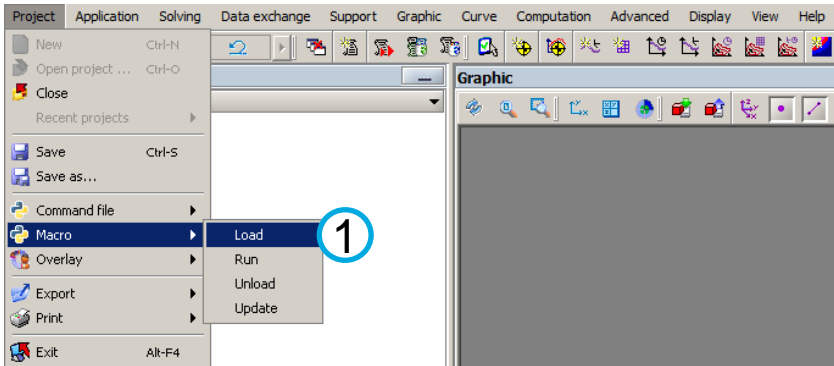 Project Application Solving Data exchange Support Graphic Curve Computation Advanced Display View Help
New Ctrl-N
Open project ... Ctrl-O
Close
Recent projects
Save Ctrl-S
Save as...
Command file
Macro
Overlay
Export
Print
Exit Alt-F4
Load
Run
Unload
Update
1
Graphic